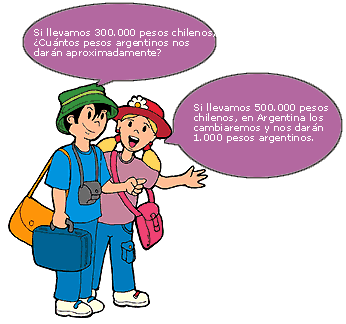 Si llevamos 300.000 pesos chilenos,
¿Cuántos pesos argentinos nos
darán aproximadamente?
Si llevamos 500.000 pesos
chilenos, en Argentina los
cambiaremos y nos darán
1.000 pesos argentinos.